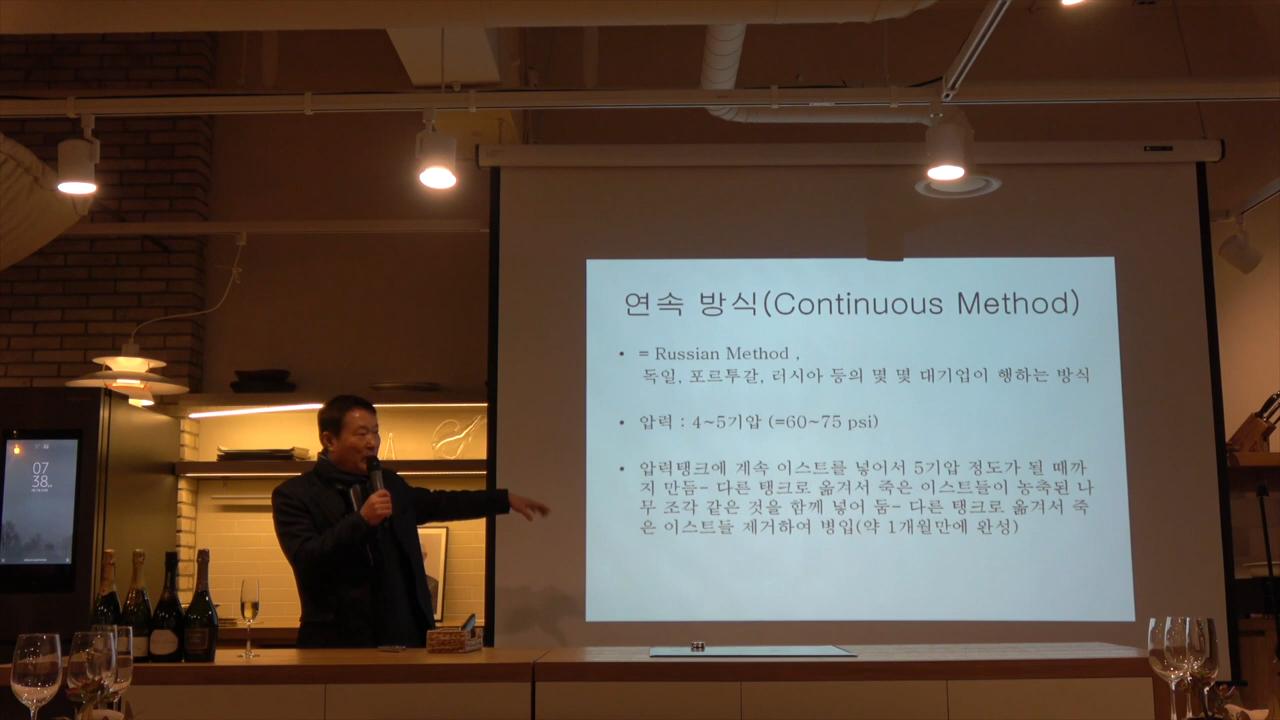 연속 방식(Continuous Method)
• = Russian Method ,
독일, 포르투갈, 러시아 등의 몇 몇 대기업이 행하는 방식
• 압력 : 4~5기압 (=60~75 psi)
• 압력탱크에 계속 이스트를 넣어서 5기압 정도가 될 때까
지 만듬- 다른 탱크로 옮겨서 죽은 이스트들이 농축된 나
무 조각 같은 것을 함께 넣어 둠- 다른 탱크로 옮겨서 죽
은 이스트들 제거하여 병입(약 1개월만에 완성)
07
38